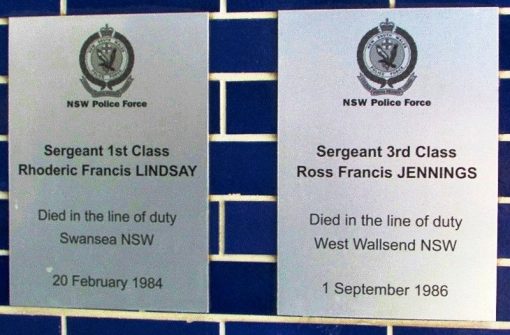 NSW Police Force
Sergeant 1st Class
Rhoderic Francis LINDSAY
Died in the line of duty
Swansea NSW
20 February 1984
NSW Police Force
Sergeant 3rd Class
Ross Francis JENNINGS
Died in the line of duty
West Wallsend NSW
1 September 1986